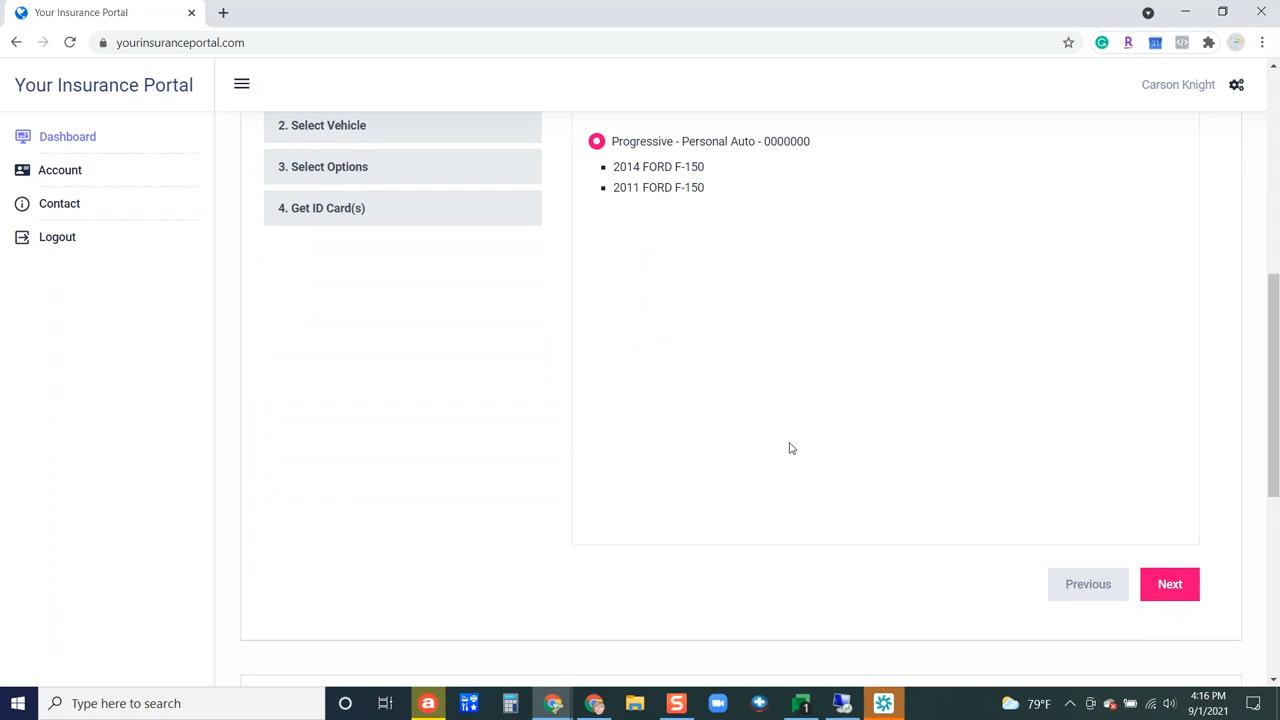 Your Insurance Portal
yourinsuranceportal.com
Your Insurance Portal
Carson Knight
Dashboard
Account
Contact
Logout
2. Select Vehicle
3. Select Options
4. Get ID Card(s)
Progressive - Personal Auto - 0000000
2014 FORD F-150
2011 FORD F-150
Previous
Next
Type here to search
79°F
4:16 PM
9/1/2021